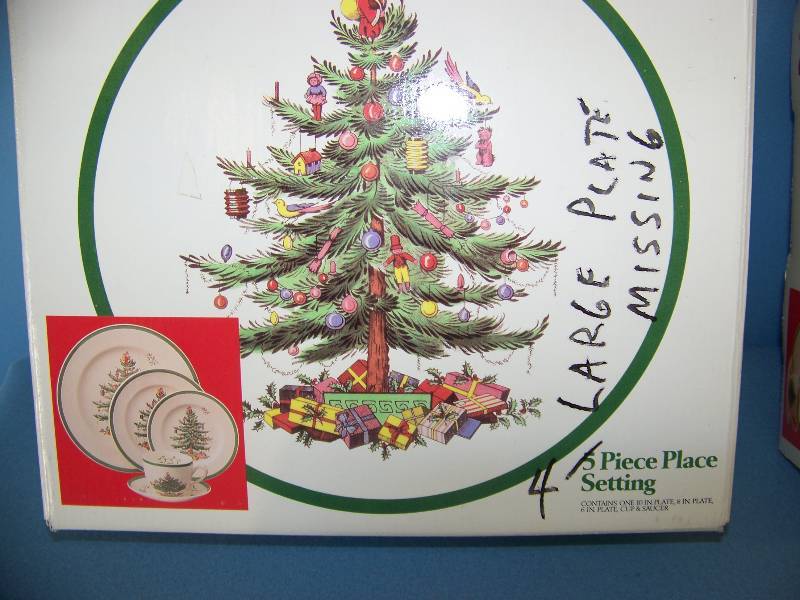 LARGE PLATE
MISSING
4 5 Piece Place
Setting
CONTAINS ONE 10 IN PLATE, 8 IN PLATE,
6 IN PLATE, CUP & SAUCER